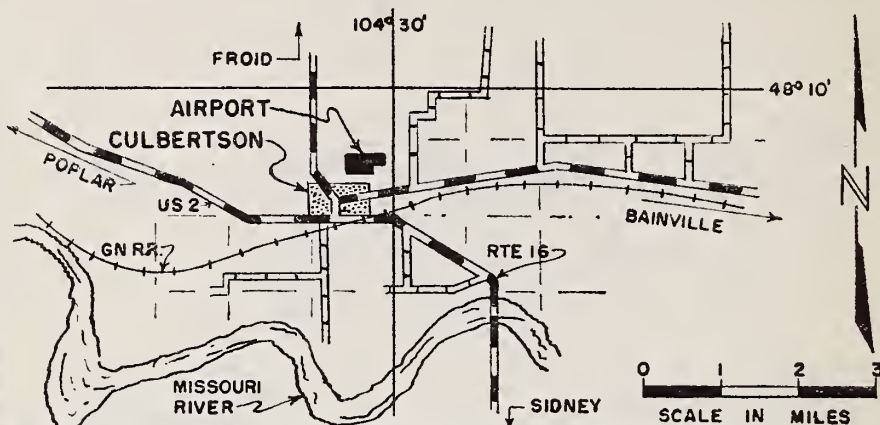 104° 30'
FROID
48° 10'
AIRPORT
CULBERTSON
POPLAR
US 2
N
BAINVILLE
GN RR.
RTE 16
MISSOURI
RIVER
SIDNEY
0 1 2 3
SCALE IN MILES